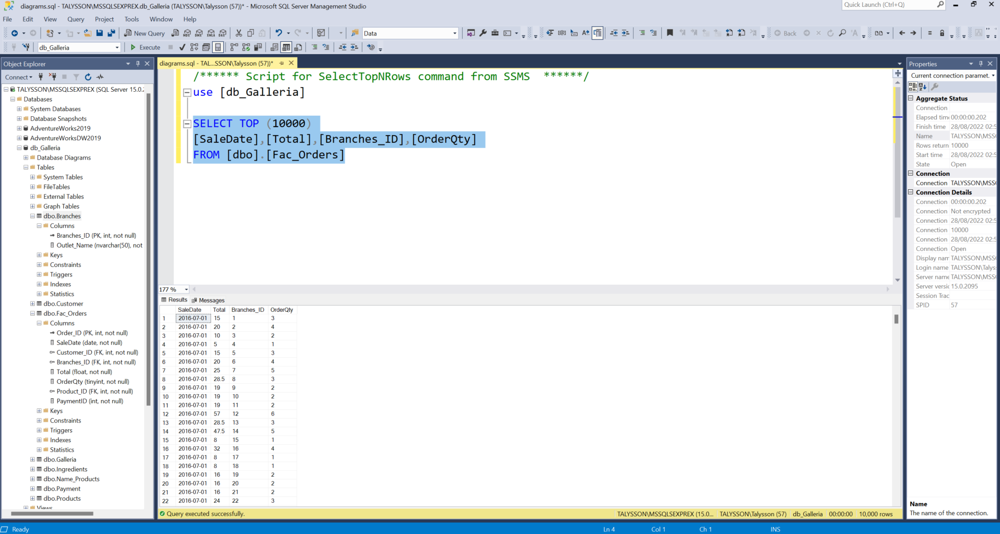 diagrams.sql - TALYSSON\MSSQLSEXPREX.db_Galleria (TALYSSON\Talysson (57))* - Microsoft SQL Server Management Studio
Quick Launch (Ctrl+Q)
File Edit View Query Project Tools Window Help
New Query
MDX DMX XMLA DAX
Data
Back
db_Galleria
Execute
Object Explorer
Connect
TALYSSON\MSSQLSEXPREX (SQL Server 15.0.
Databases
System Databases
Database Snapshots
AdventureWorks2019
AdventureWorksDW2019
db_Galleria
Database Diagrams
Tables
System Tables
FileTables
External Tables
Graph Tables
dbo.Branches
Columns
Branches_ID (PK, int, not null)
Outlet_Name (nvarchar(50), not
Keys
Constraints
Triggers
Indexes
Statistics
dbo.Customer
dbo.Fac_Orders
Columns
Order_ID (PK, int, not null)
SaleDate (date, not null)
Customer_ID (FK, int, not null)
Branches_ID (FK, int, not null)
Total (float, not null)
OrderQty (tinyint, not null)
Product_ID (FK, int, not null)
PaymentID (int, not null)
Keys
Constraints
Triggers
Indexes
Statistics
dbo.Galleria
dbo.Ingredients
dbo.Name_Products
dbo.Payment
dbo.Products
Views
diagrams.sql - TAL...SSON\Talysson (57))*
/****** Script for SelectTopNRows command from SSMS ******/
use [db_Galleria]
SELECT TOP (10000)
[SaleDate],[Total],[Branches_ID],[OrderQty]
FROM [dbo].[Fac_Orders]
177 %
Results Messages
SaleDate Total Branches_ID OrderQty
1 2016-07-01 15 1 3
2 2016-07-01 20 2 4
3 2016-07-01 10 3 2
4 2016-07-01 5 4 1
5 2016-07-01 15 5 3
6 2016-07-01 20 6 4
7 2016-07-01 25 7 5
8 2016-07-01 28.5 8 3
9 2016-07-01 19 9 2
10 2016-07-01 19 10 2
11 2016-07-01 19 11 2
12 2016-07-01 57 12 6
13 2016-07-01 28.5 13 3
14 2016-07-01 47.5 14 5
15 2016-07-01 8 15 1
16 2016-07-01 32 16 4
17 2016-07-01 8 17 1
18 2016-07-01 8 18 1
19 2016-07-01 16 19 2
20 2016-07-01 16 20 2
21 2016-07-01 16 21 2
22 2016-07-01 24 22 3
Query executed successfully.
TALYSSON\MSSQLSEXPREX (15.0... TALYSSON\Talysson (57) db_Galleria 00:00:00 10,000 rows
Properties
Current connection paramet.
Aggregate Status
Connection
Elapsed tim 00:00:00.202
Finish time 28/08/2022 02:5
Name TALYSSON\MSS
Rows return 10000
Start time 28/08/2022 02:5
State Open
Connection
Connection TALYSSON\MSS
Connection Details
Connection 00:00:00.202
Connection Not encrypted
Connection 28/08/2022 02:5
Connection 10000
Connection 28/08/2022 02:5
Connection Open
Display nam TALYSSON\MSS
Login name TALYSSON\Talys
Server name TALYSSON\MSS
Server versi 15.0.2095
Session Trac
SPID 57
Name
The name of the connection.
Ready
Ln 4 Col 1 Ch 1 INS